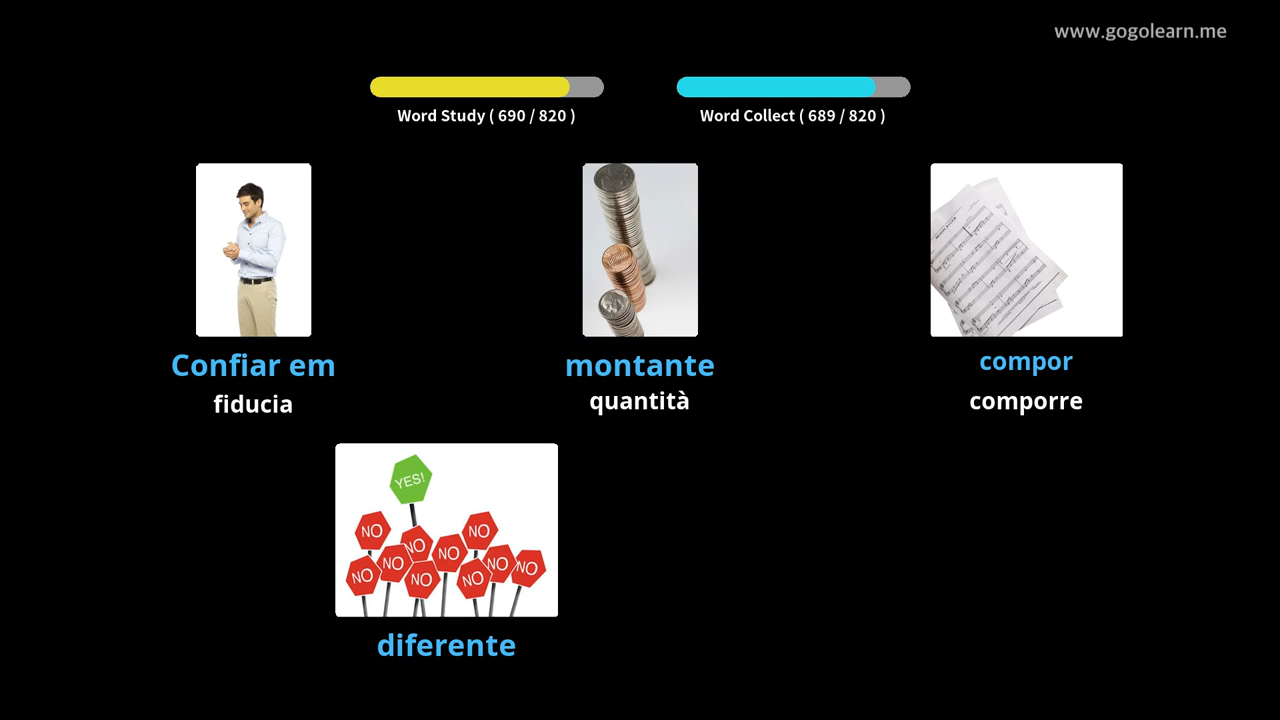 www.gogolearn.me
Word Study ( 690 / 820 )
Word Collect ( 689 / 820 )
Confiar em
fiducia
montante
quantità
compor
comporre
YES!
NO
NO
NO
NO
NO
NO
NO
NO
NO
NO
diferente